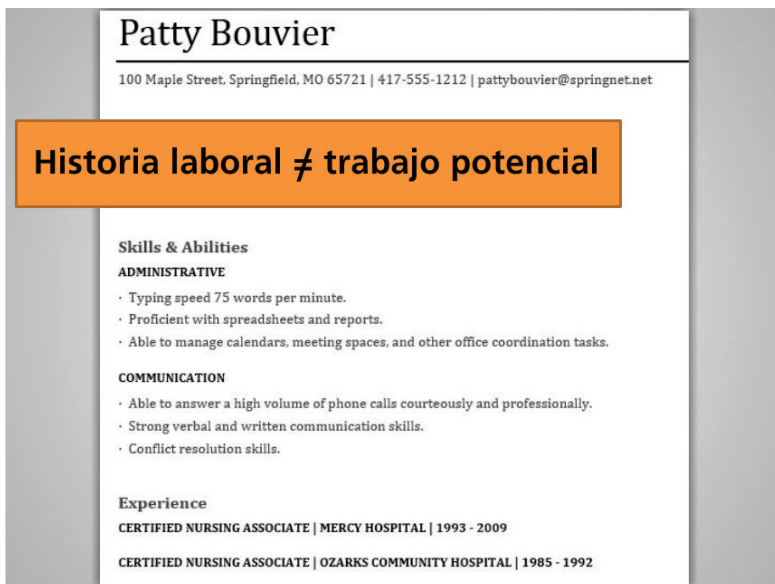 Patty Bouvier
100 Maple Street, Springfield, MO 65721 | 417-555-1212 | pattybouvier@springnet.net
Historia laboral ≠ trabajo potencial
Skills & Abilities
ADMINISTRATIVE
· Typing speed 75 words per minute.
· Proficient with spreadsheets and reports.
· Able to manage calendars, meeting spaces, and other office coordination tasks.
COMMUNICATION
· Able to answer a high volume of phone calls courteously and professionally.
· Strong verbal and written communication skills.
· Conflict resolution skills.
Experience
CERTIFIED NURSING ASSOCIATE | MERCY HOSPITAL | 1993 - 2009
CERTIFIED NURSING ASSOCIATE | OZARKS COMMUNITY HOSPITAL | 1985 - 1992